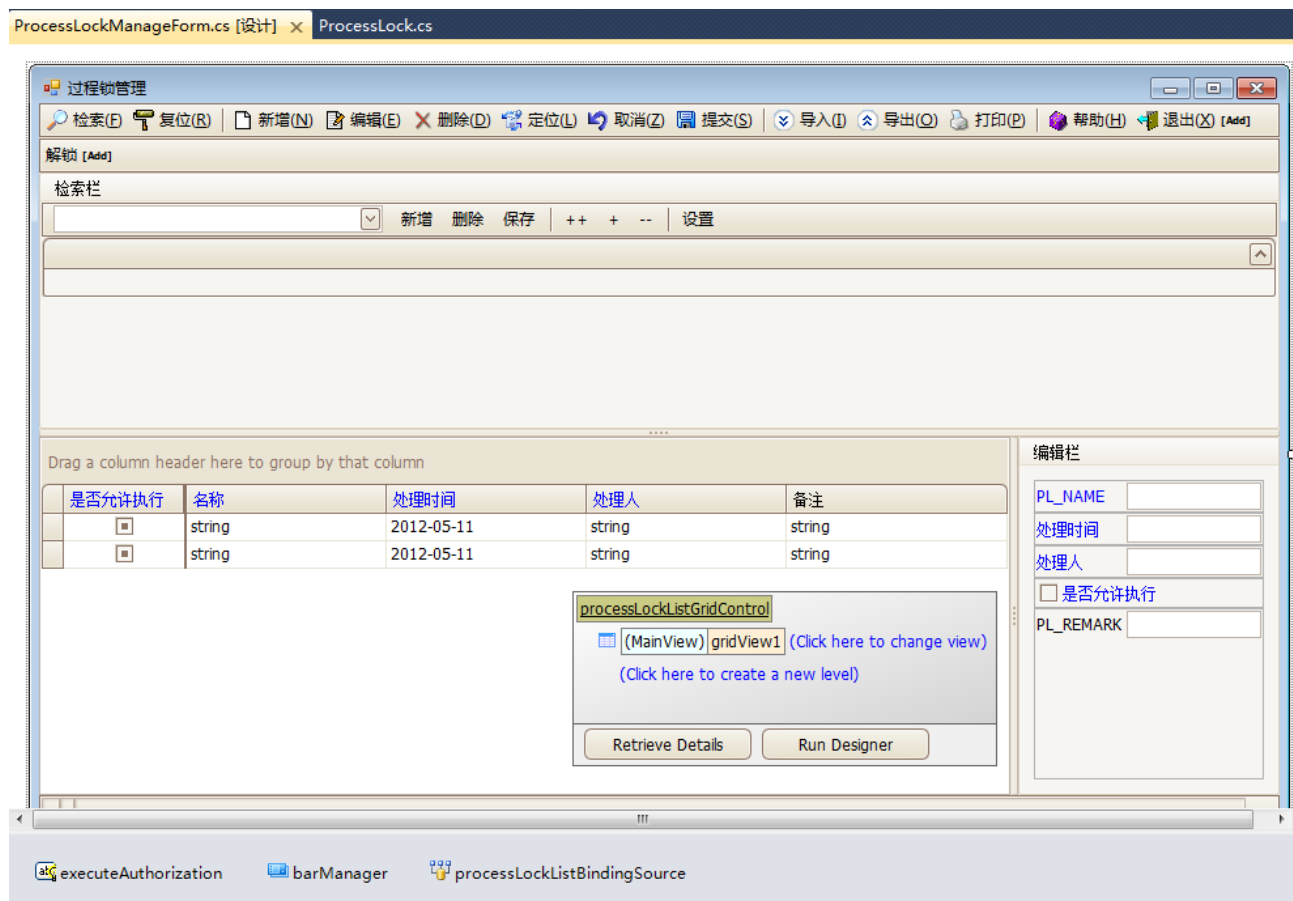 ProcessLockManageForm.cs [设计] ProcessLock.cs
过程锁管理
检索(F) 复位(R) 新增(N) 编辑(E) 删除(D) 定位(L) 取消(Z) 提交(S) 导入(I) 导出(O) 打印(P) 帮助(H) 退出(X) [Add]
解锁 [Add]
检索栏
新增 删除 保存 ++ + -- 设置
Drag a column header here to group by that column
是否允许执行 名称 处理时间 处理人 备注
string 2012-05-11 string string
string 2012-05-11 string string
编辑栏
PL_NAME
处理时间
处理人
是否允许执行
PL_REMARK
processLockListGridControl
(MainView) gridView1 (Click here to change view)
(Click here to create a new level)
Retrieve Details Run Designer
executeAuthorization barManager processLockListBindingSource